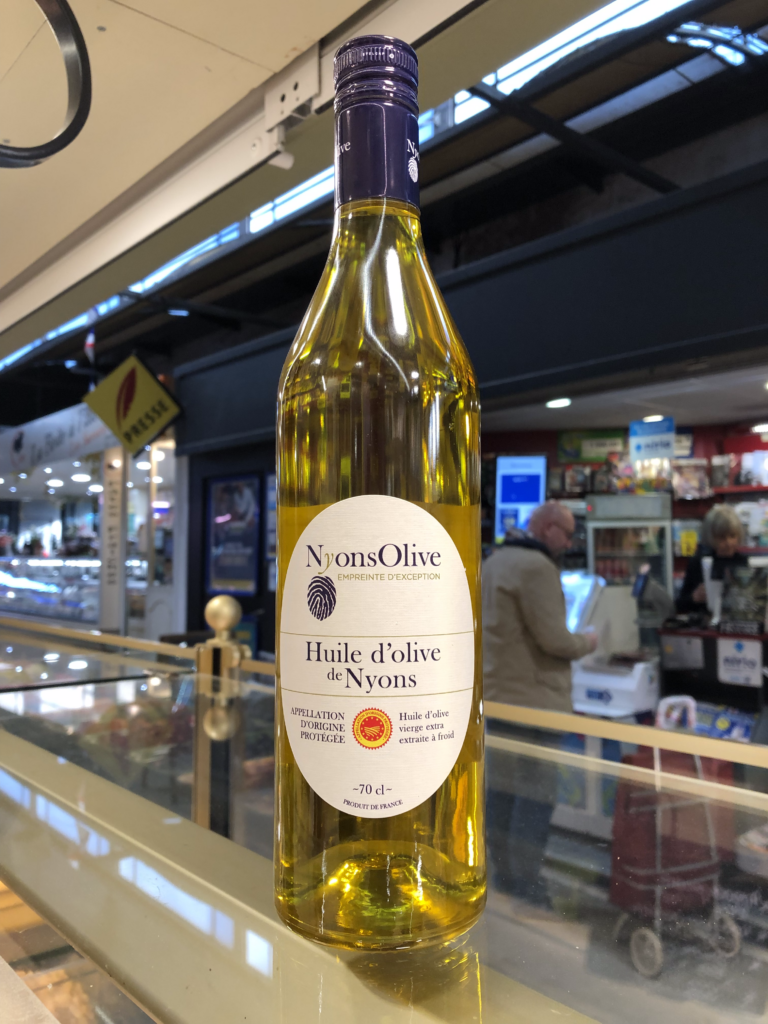 NyonsOlive
EMPREINTE D'EXCEPTION
Huile d'olive
de Nyons
APPELLATION
D'ORIGINE
PROTÉGÉE
Huile d'olive
vierge extra
extraite à froid
~70 cl~
PRODUIT DE FRANCE
PRESSE